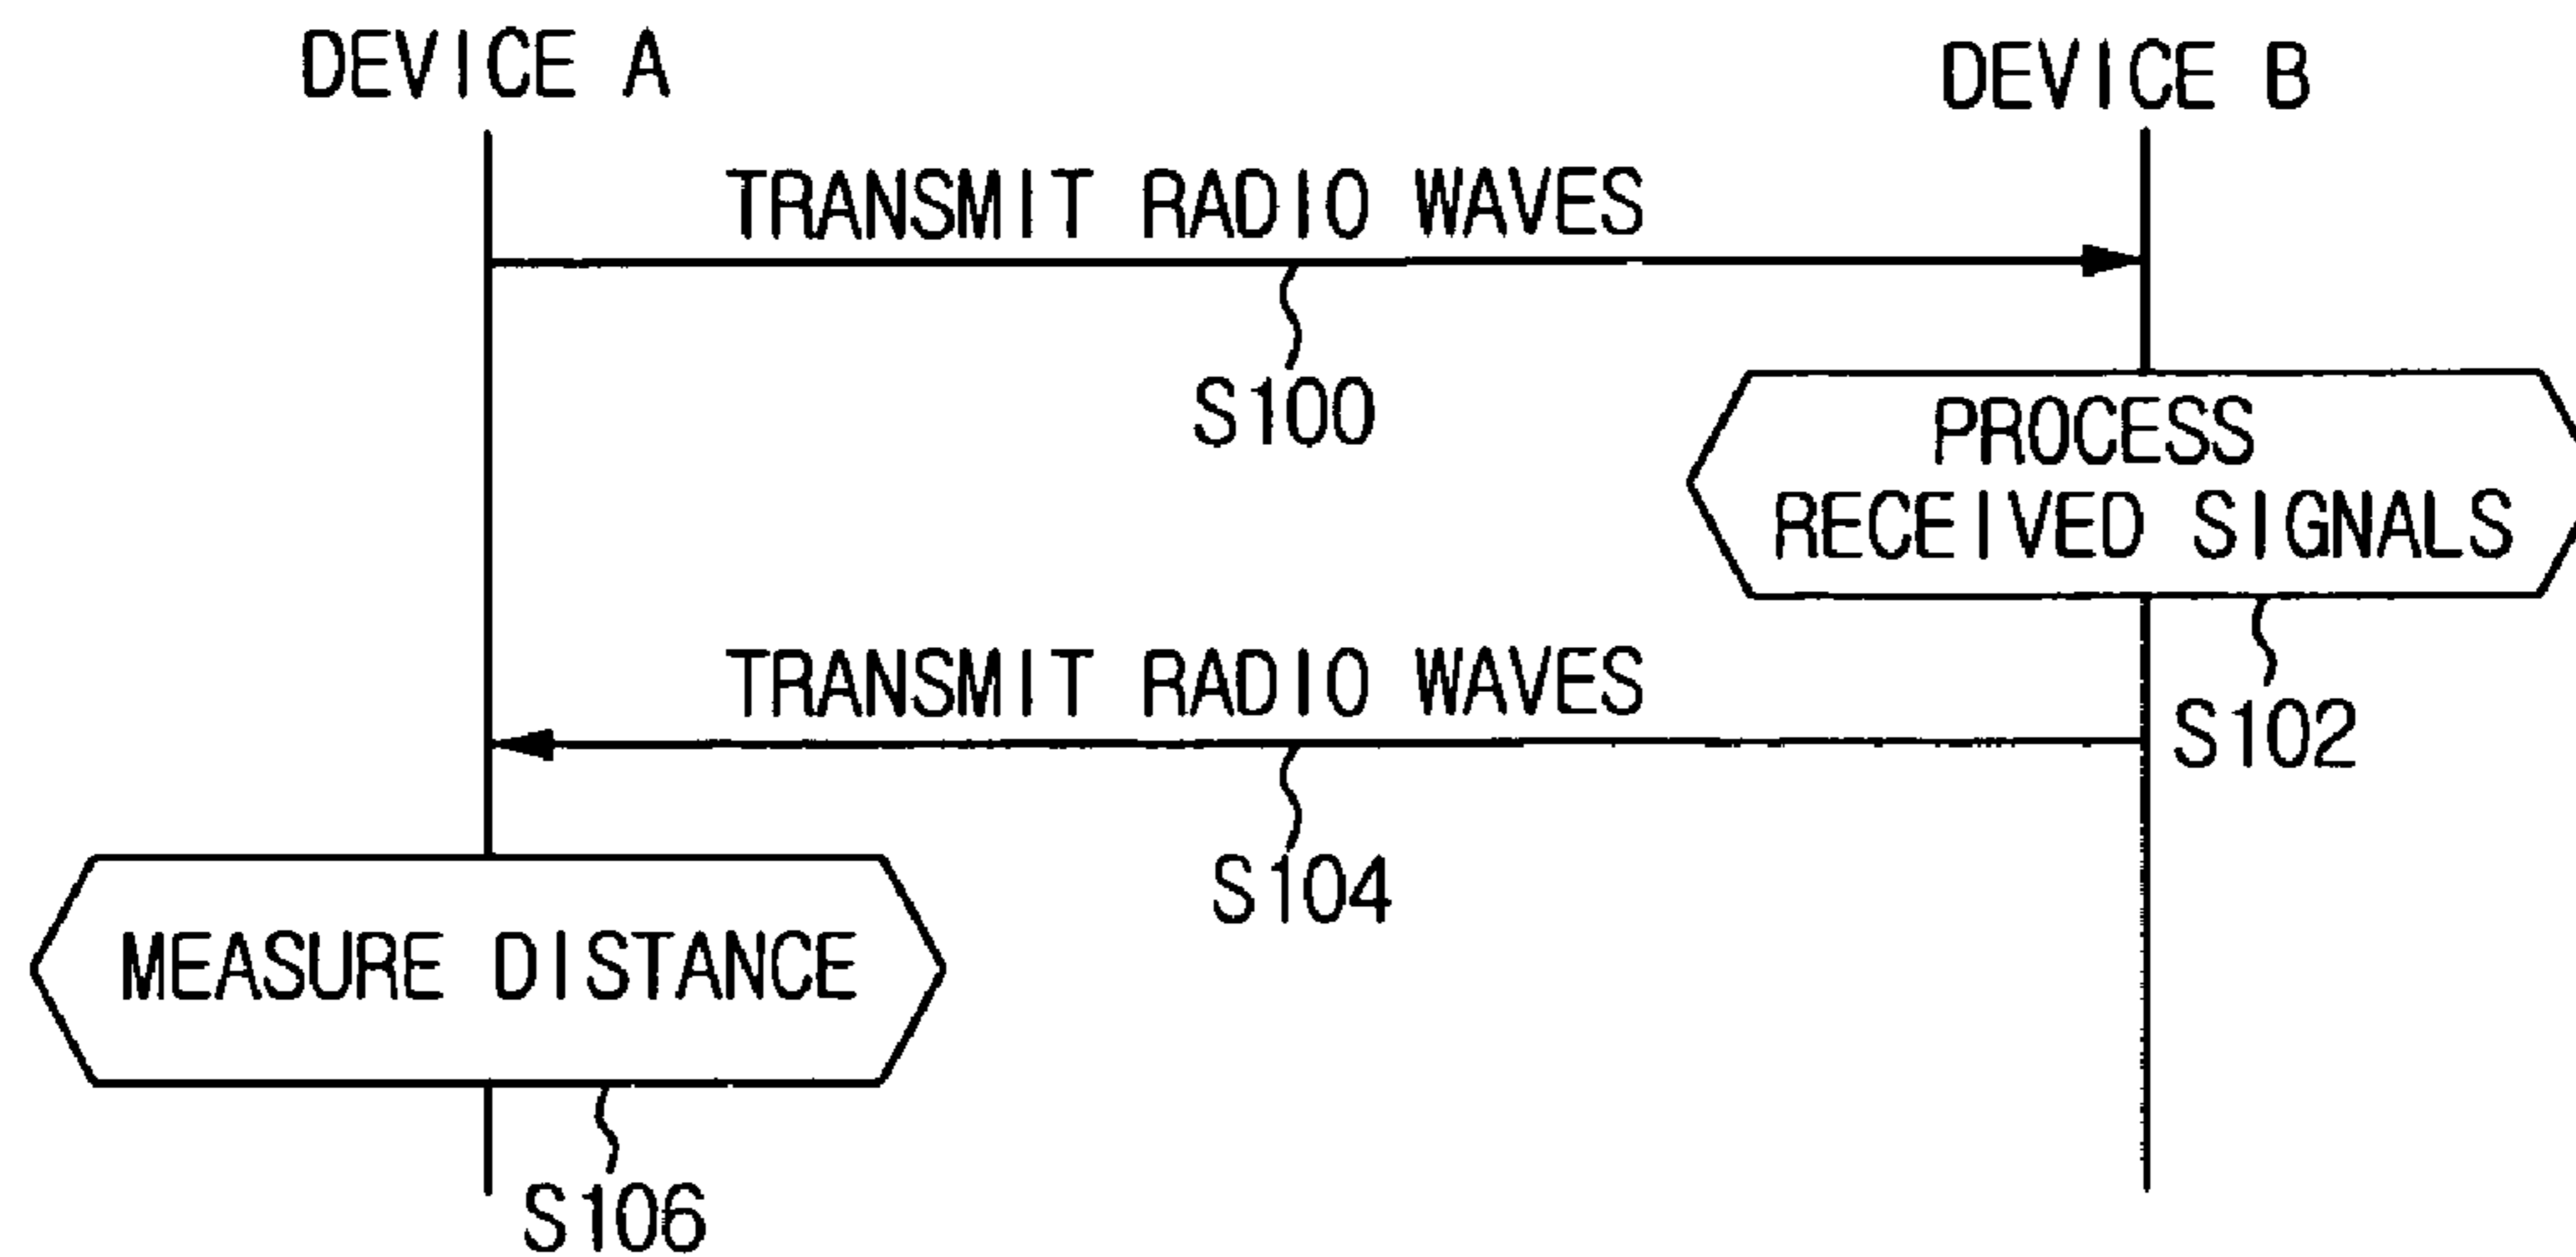 DEVICE A
DEVICE B
TRANSMIT RADIO WAVES
S100
PROCESS
RECEIVED SIGNALS
S102
TRANSMIT RADIO WAVES
S104
MEASURE DISTANCE
S106